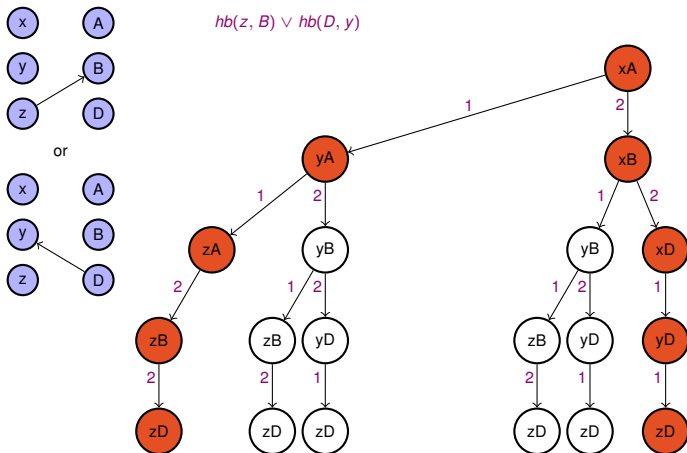 hb(z, B) ∨ hb(D, y)
x A
y B
z D
or
x A
y B
z D
xA
1 2
yA xB
1 2 1 2
zA yB yB xD
2 1 2 1 2 1
zB zB yD zB yD yD
2 2 1 2 1 1
zD zD zD zD zD zD